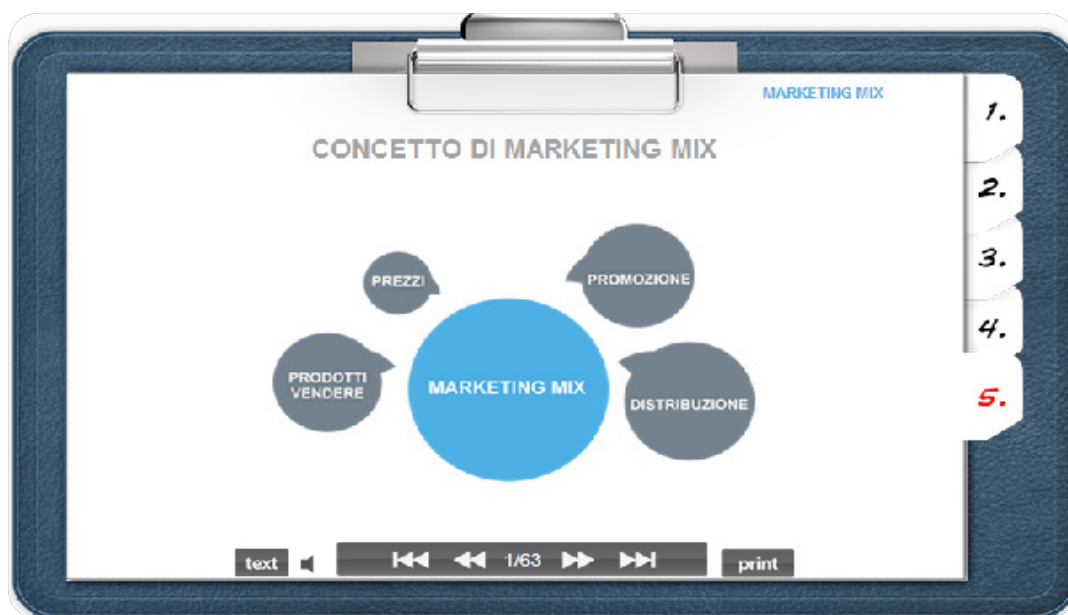 MARKETING MIX
CONCETTO DI MARKETING MIX
PREZZI
PROMOZIONE
PRODOTTI
VENDERE
MARKETING MIX
DISTRIBUZIONE
1.
2.
3.
4.
5.
text
1/63
print